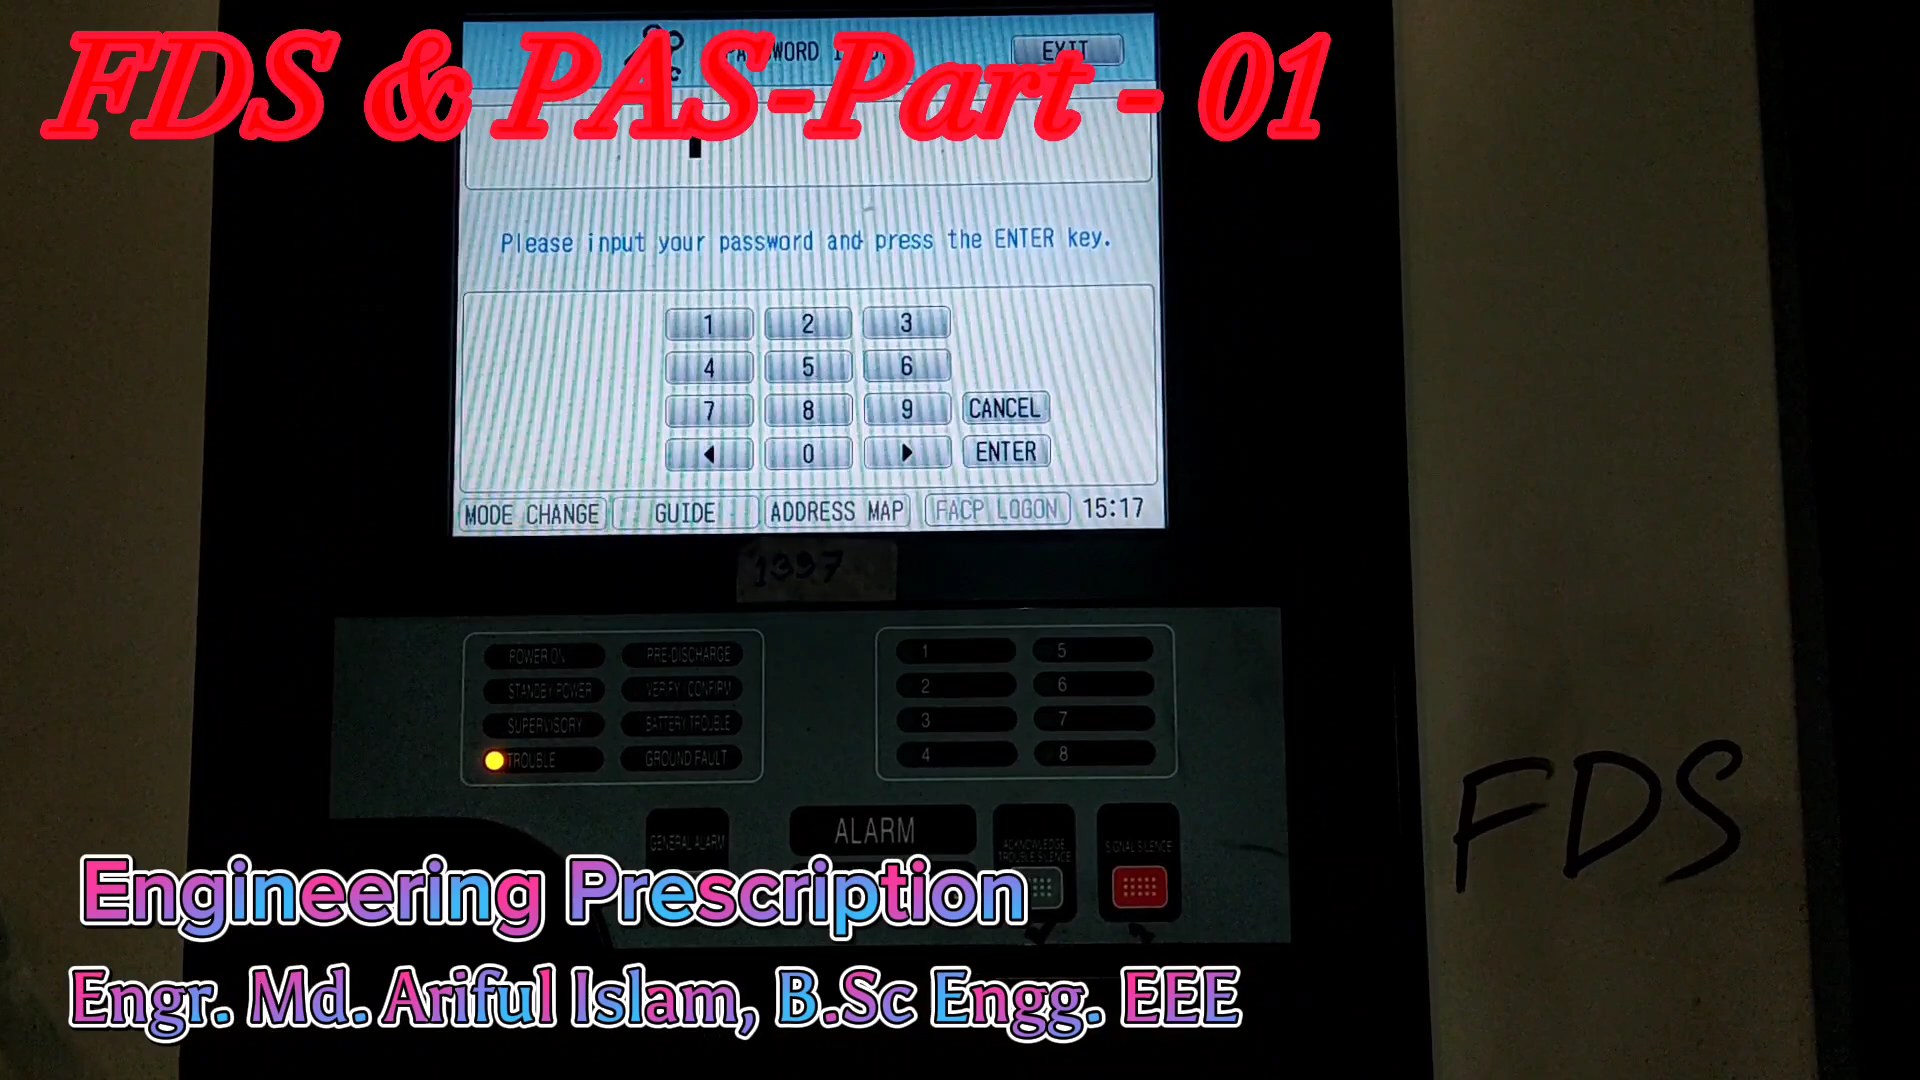 FDS & PAS-Part - 01
EXIT
Please input your password and press the ENTER key.
1 2 3
4 5 6
7 8 9 CANCEL
0 ENTER
MODE CHANGE GUIDE ADDRESS MAP FACP LOGON 15:17
1397
POWER ON PRE-DISCHARGE
STANDBY POWER VERIFY / CONFIRM
SUPERVISORY BATTERY TROUBLE
TROUBLE GROUND FAULT
1 5
2 6
3 7
4 8
GENERAL ALARM
ALARM
ACKNOWLEDGE
TROUBLE SILENCE
SIGNAL SILENCE
FDS
Engineering Prescription
Engr. Md. Ariful Islam, B.Sc Engg. EEE